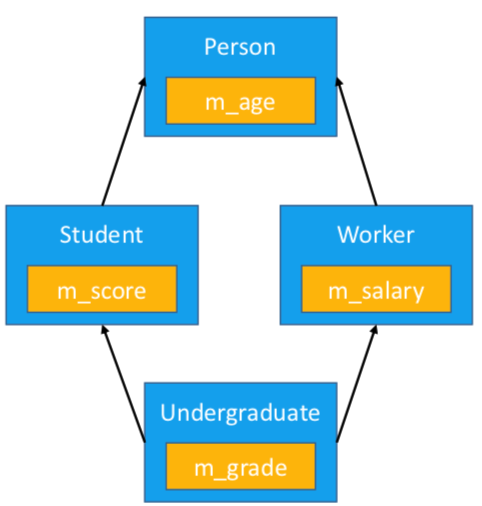 Person
m_age
Student
m_score
Worker
m_salary
Undergraduate
m_grade